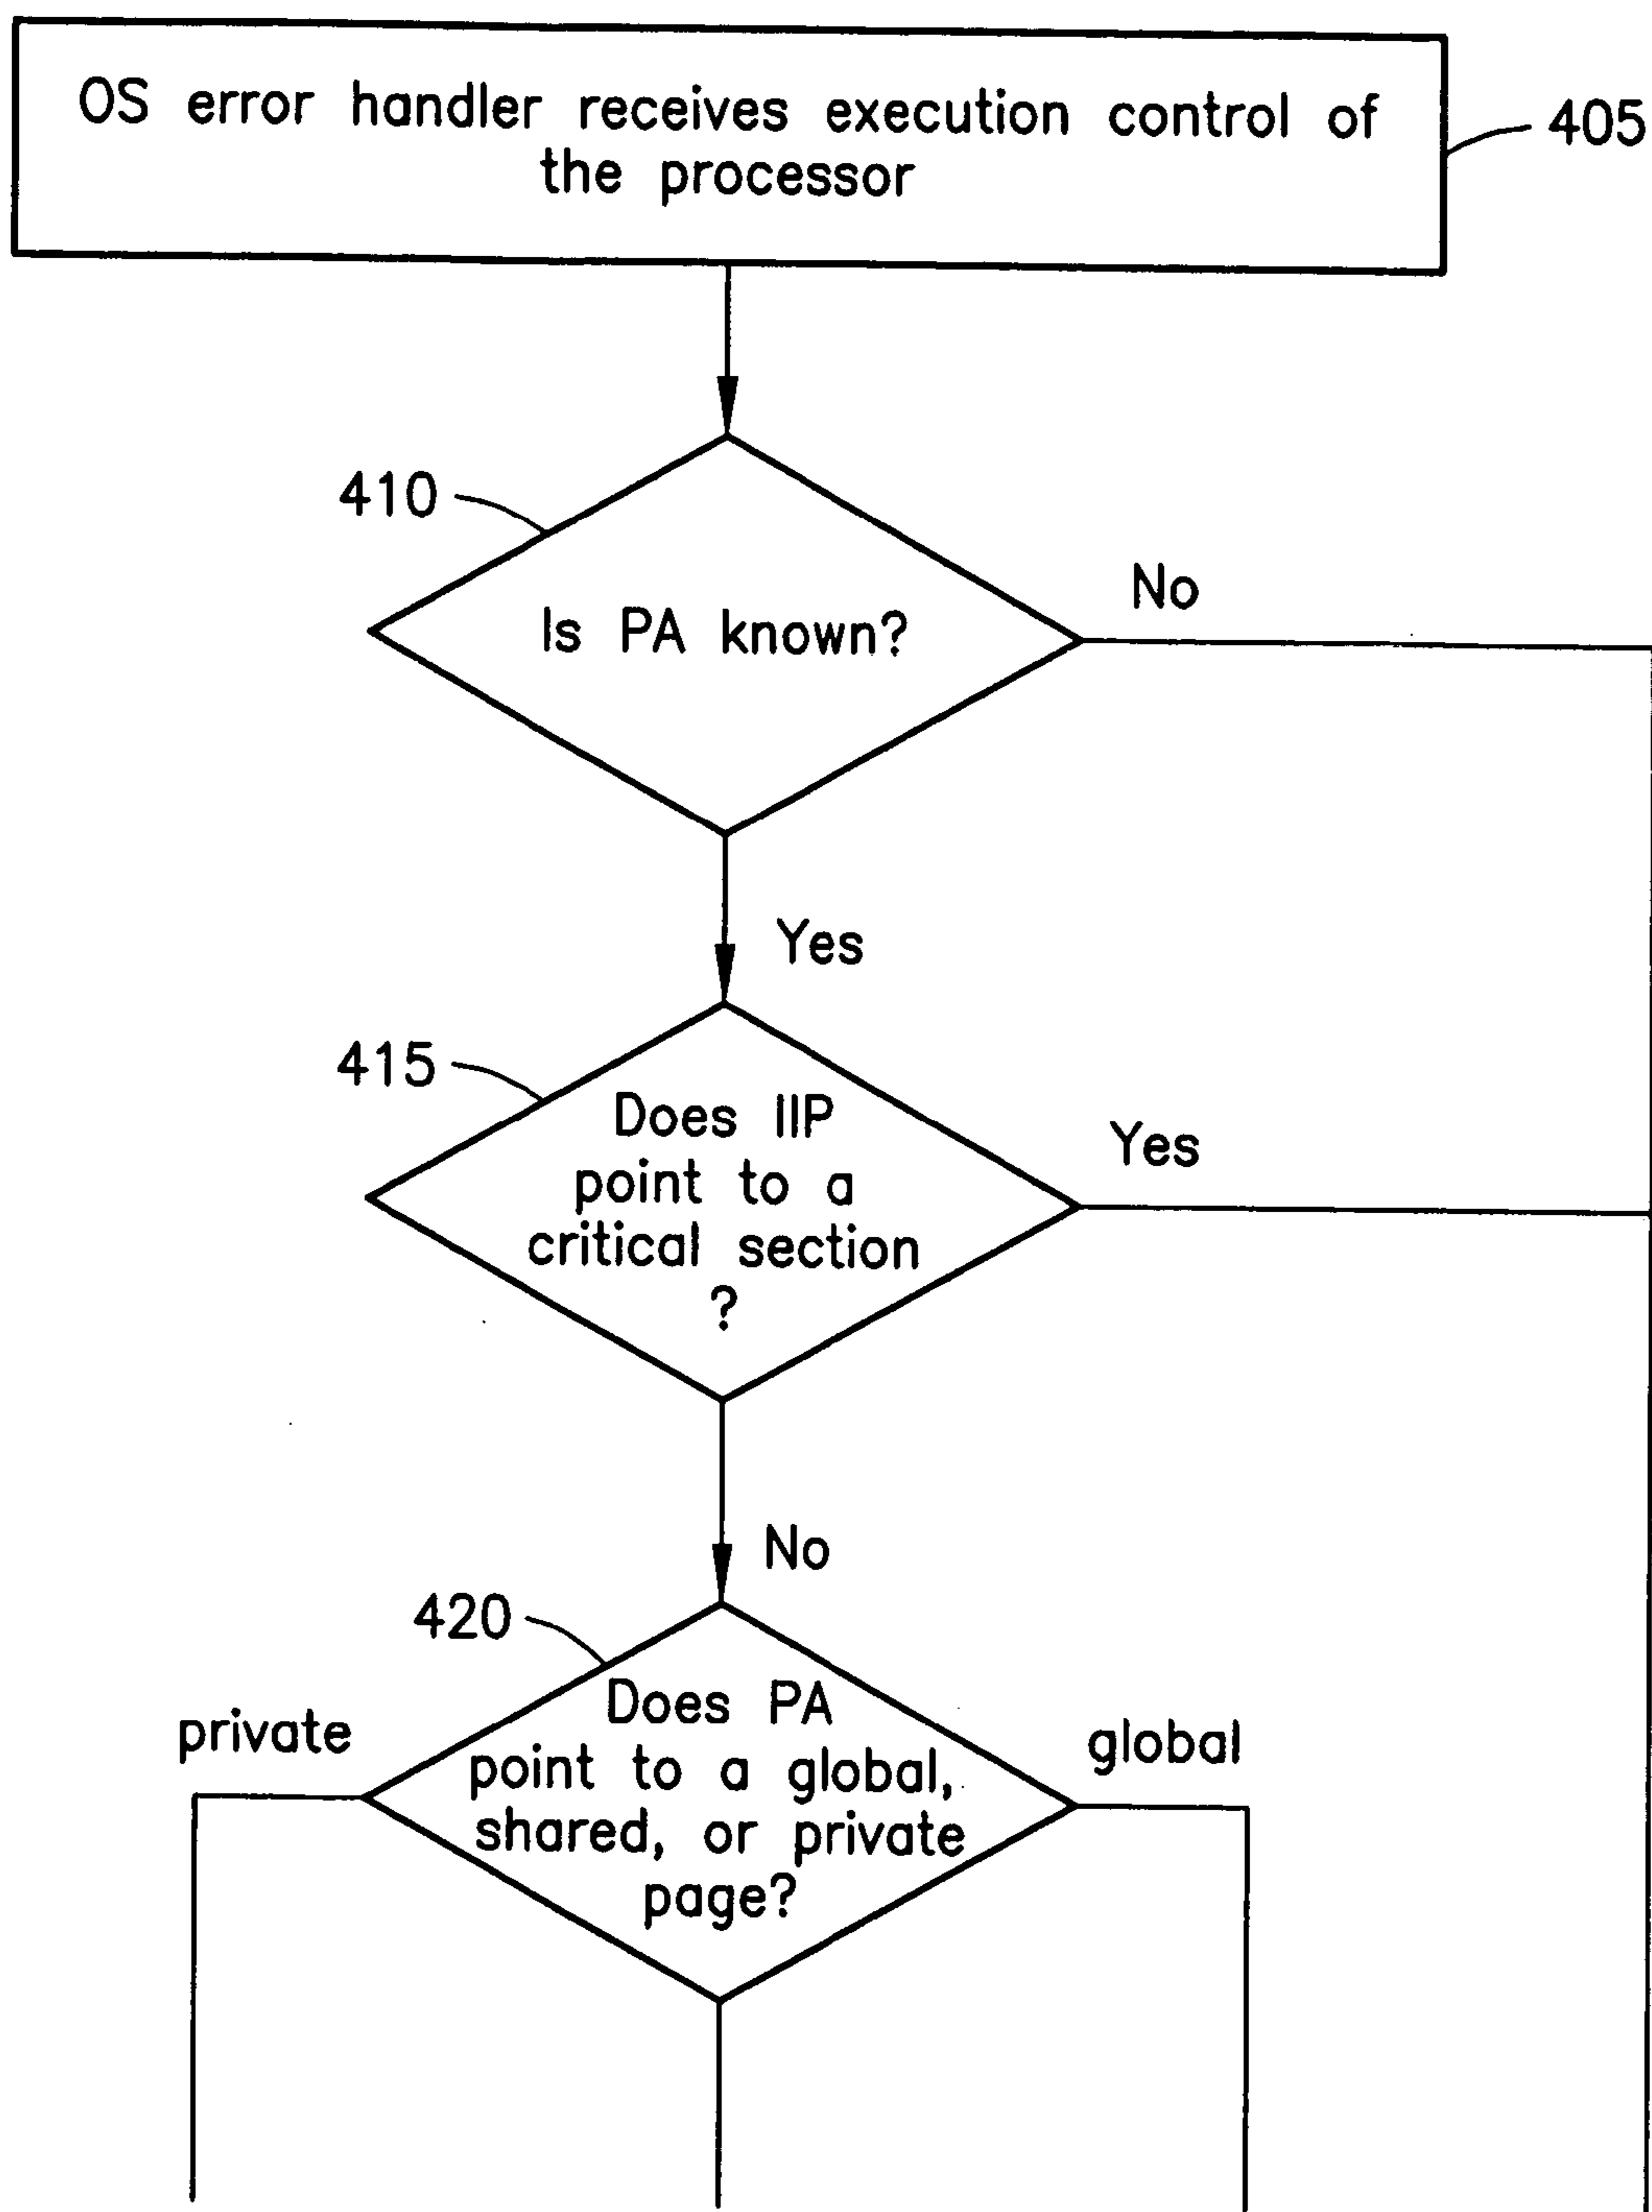 OS error handler receives execution control of
the processor
405
410
Is PA known?
No
Yes
415
Does IIP
point to a
critical section
?
Yes
No
420
Does PA
point to a global,
shared, or private
page?
private
global